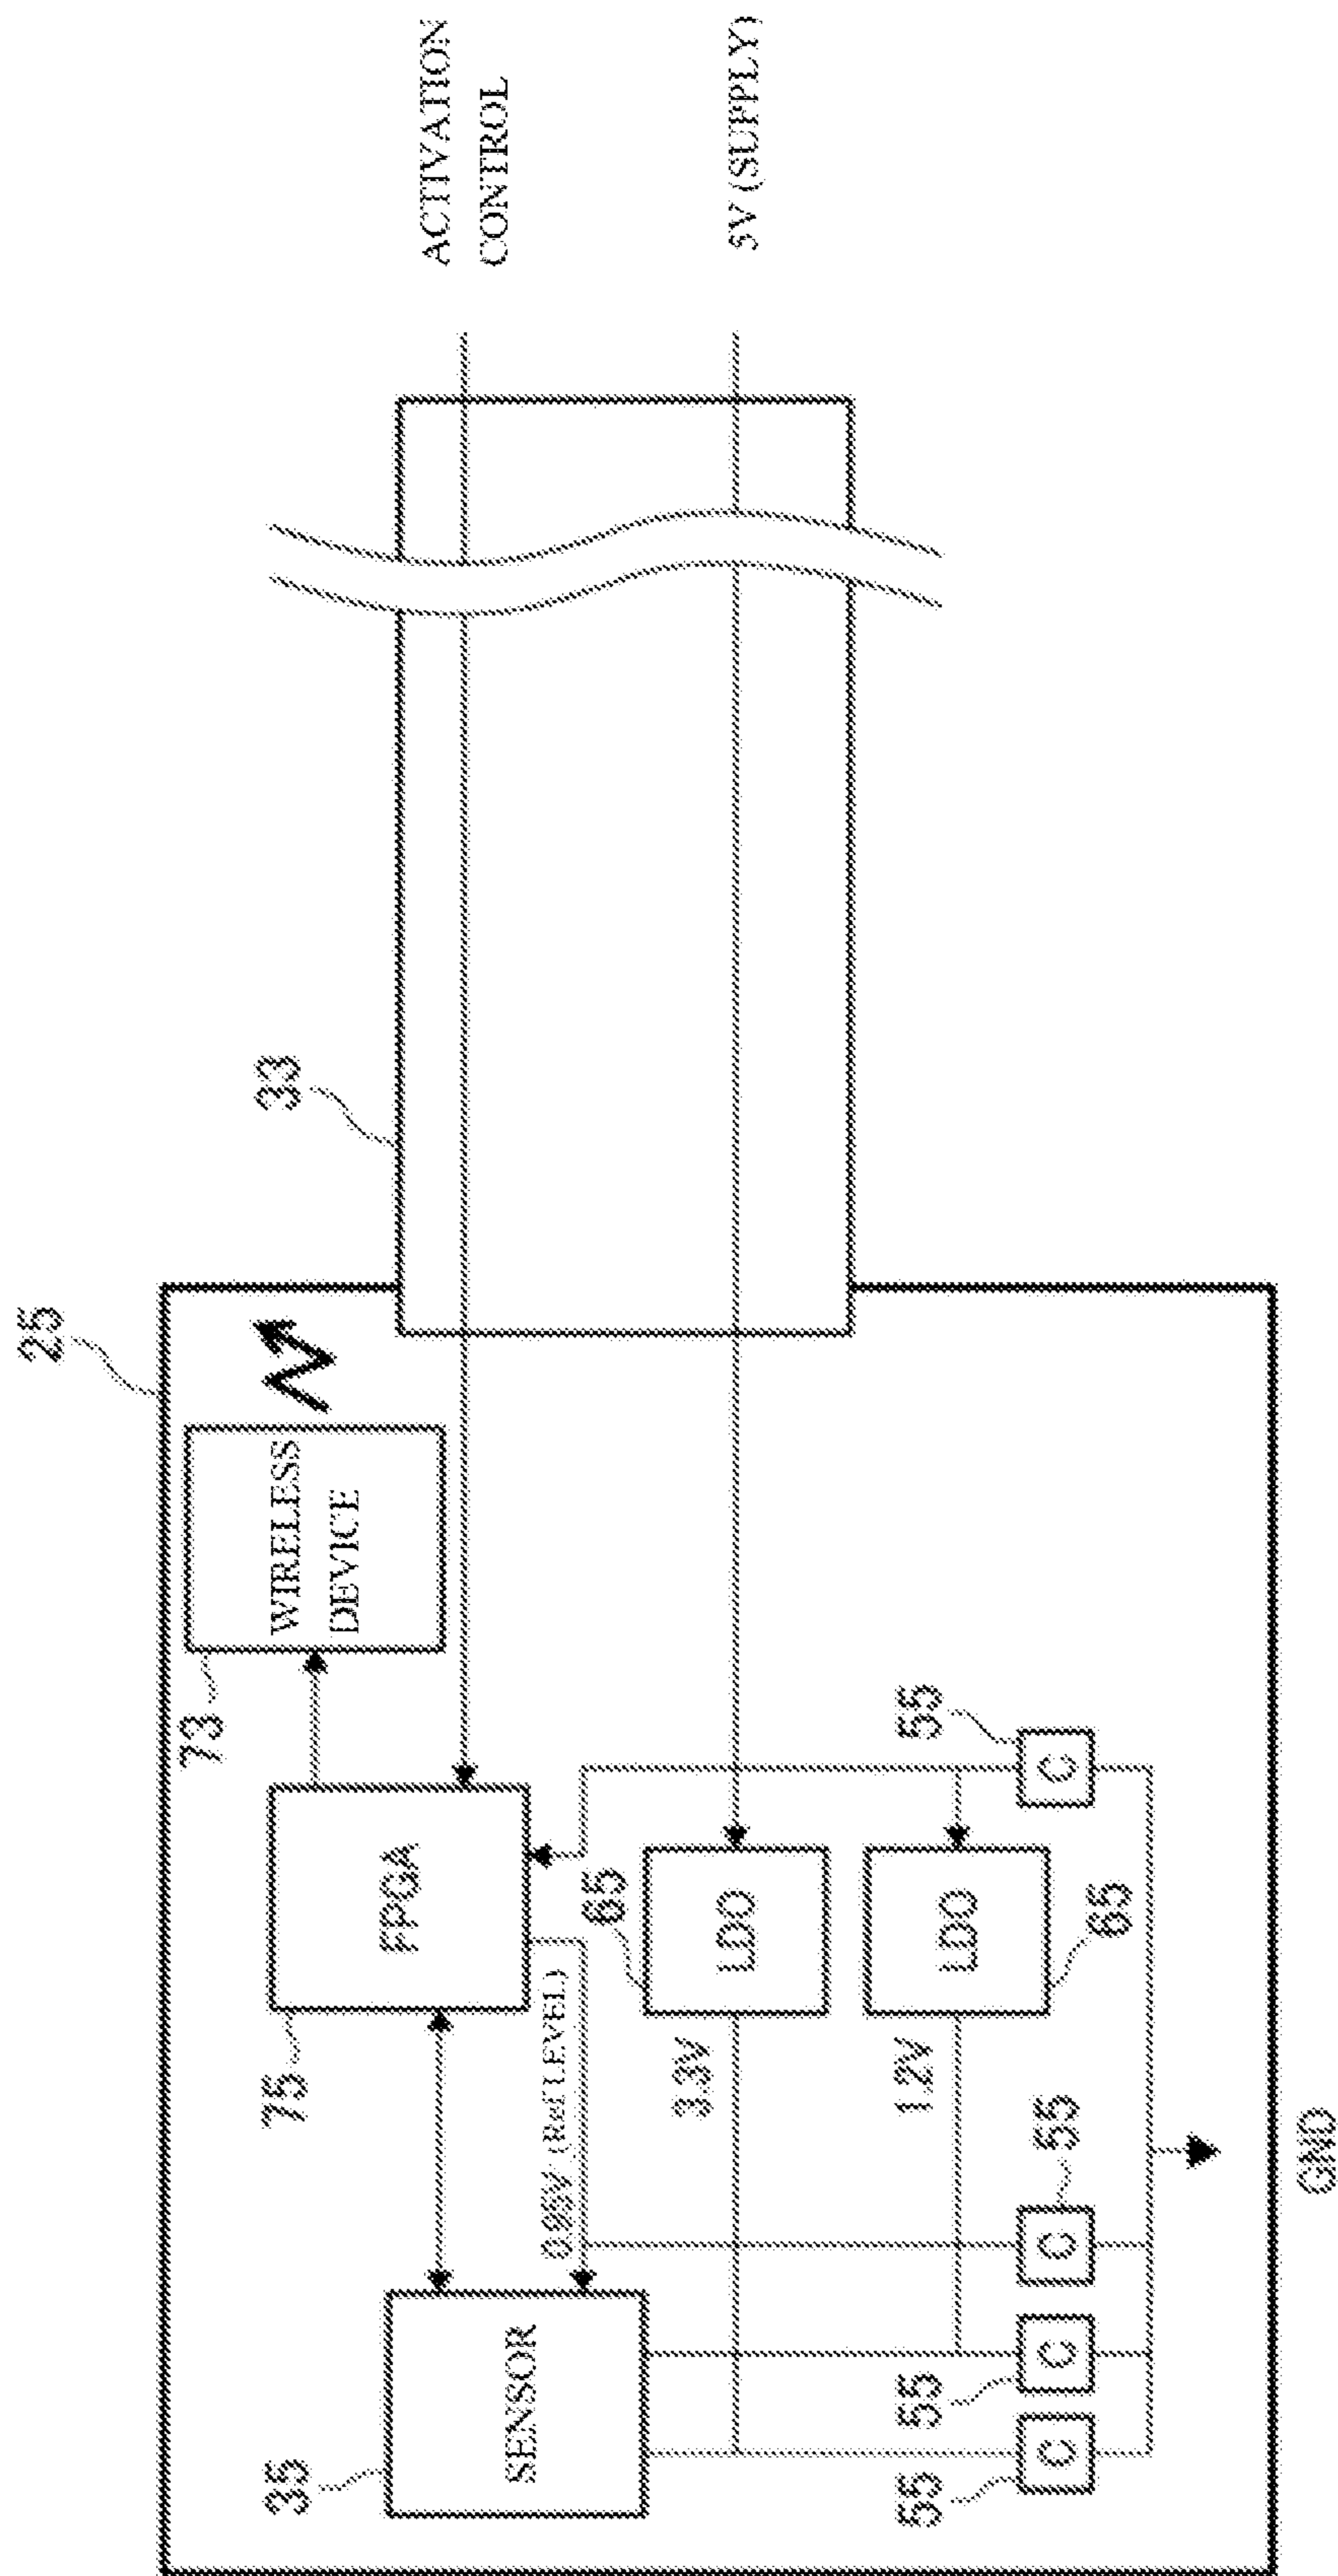 25
33
73
WIRELESS
DEVICE
ACTIVATION
CONTROL
75
FPGA
35
SENSOR
0.95V (Ref LEVEL)
65
LDO
3.3V
5V (SUPPLY)
55
LDO
65
1.2V
55
55
55
C
C
C
C
GND